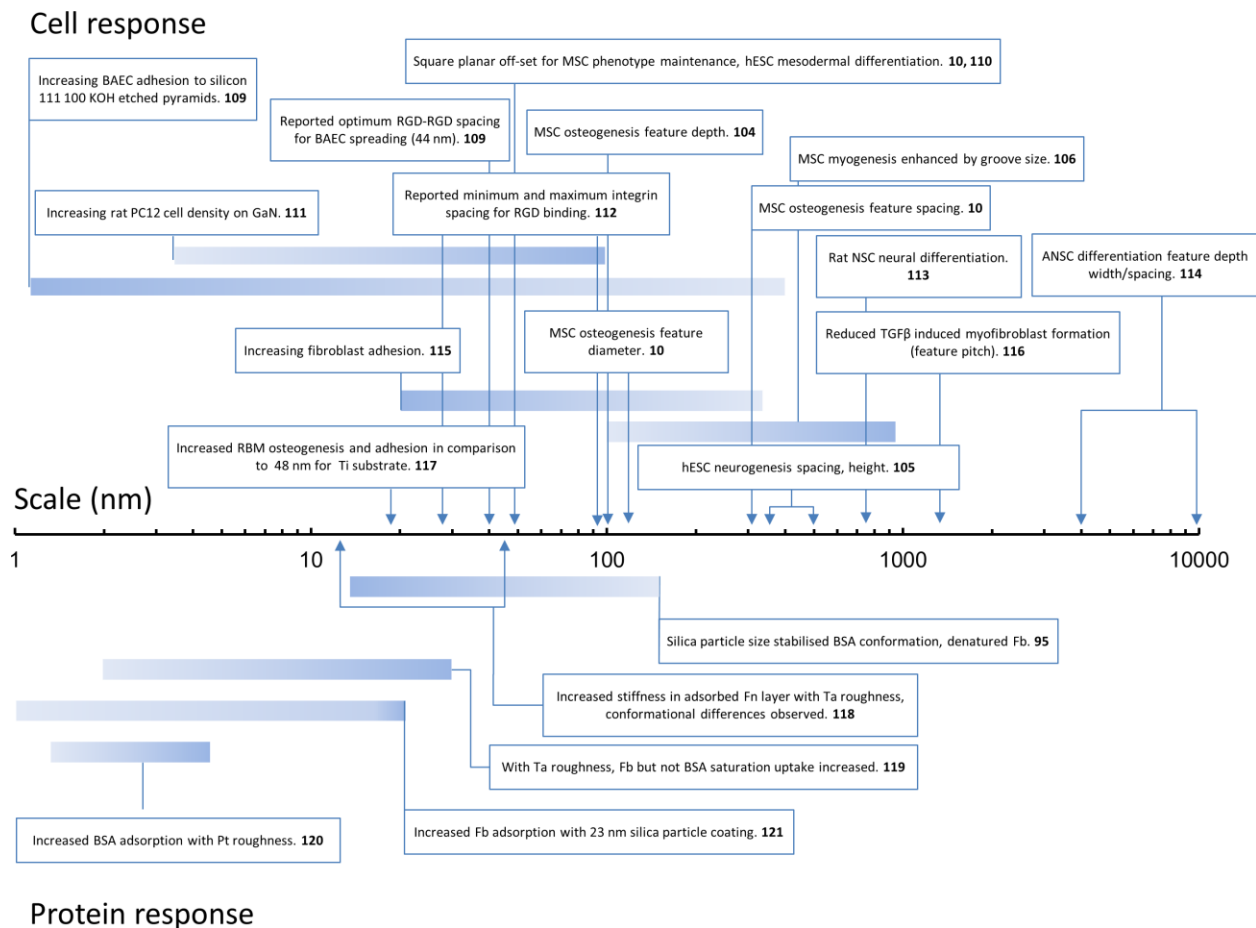 Cell response
Increasing BAEC adhesion to silicon
111 100 KOH etched pyramids. 109
Square planar off-set for MSC phenotype maintenance, hESC mesodermal differentiation. 10, 110
Reported optimum RGD-RGD spacing
for BAEC spreading (44 nm). 109
MSC osteogenesis feature depth. 104
MSC myogenesis enhanced by groove size. 106
Increasing rat PC12 cell density on GaN. 111
Reported minimum and maximum integrin
spacing for RGD binding. 112
MSC osteogenesis feature spacing. 10
Rat NSC neural differentiation.
113
ANSC differentiation feature depth
width/spacing. 114
Increasing fibroblast adhesion. 115
MSC osteogenesis feature
diameter. 10
Reduced TGFβ induced myofibroblast formation
(feature pitch). 116
Increased RBM osteogenesis and adhesion in comparison
to 48 nm for Ti substrate. 117
hESC neurogenesis spacing, height. 105
Scale (nm)
1 10 100 1000 10000
Silica particle size stabilised BSA conformation, denatured Fb. 95
Increased stiffness in adsorbed Fn layer with Ta roughness,
conformational differences observed. 118
With Ta roughness, Fb but not BSA saturation uptake increased. 119
Increased BSA adsorption with Pt roughness. 120
Increased Fb adsorption with 23 nm silica particle coating. 121
Protein response